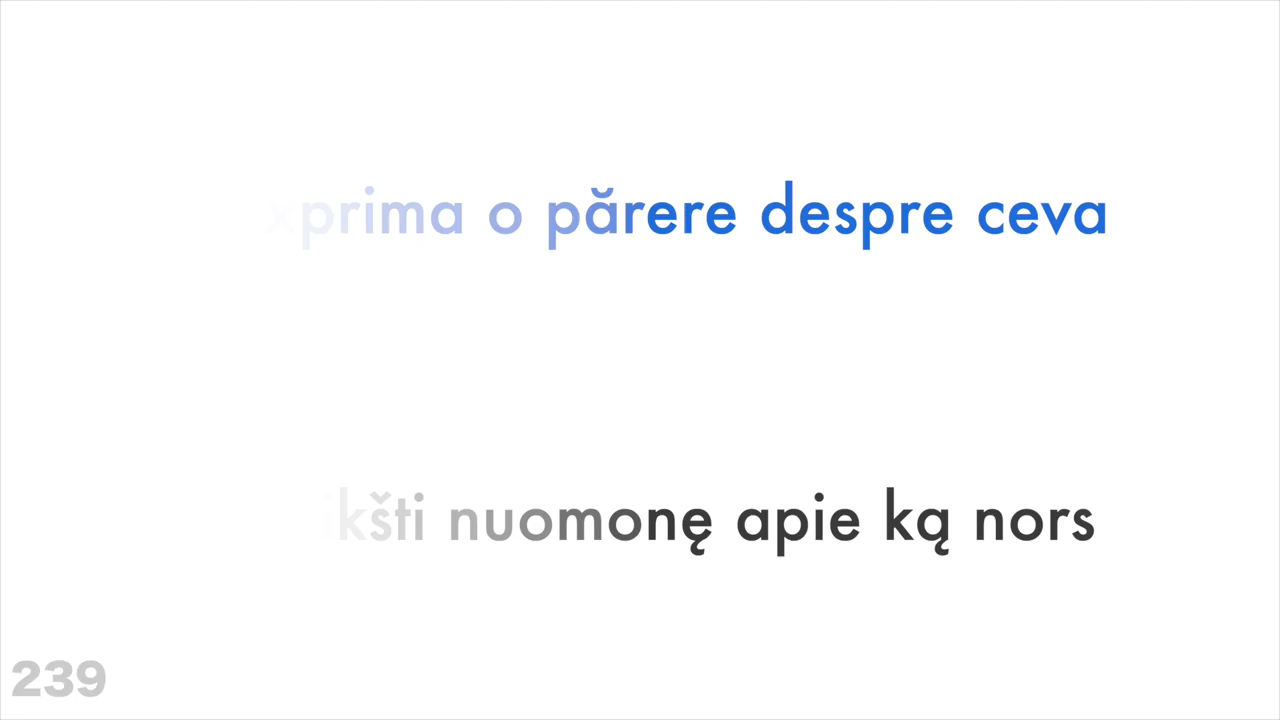 xprima o părere despre ceva
ikšti nuomonę apie ką nors
239